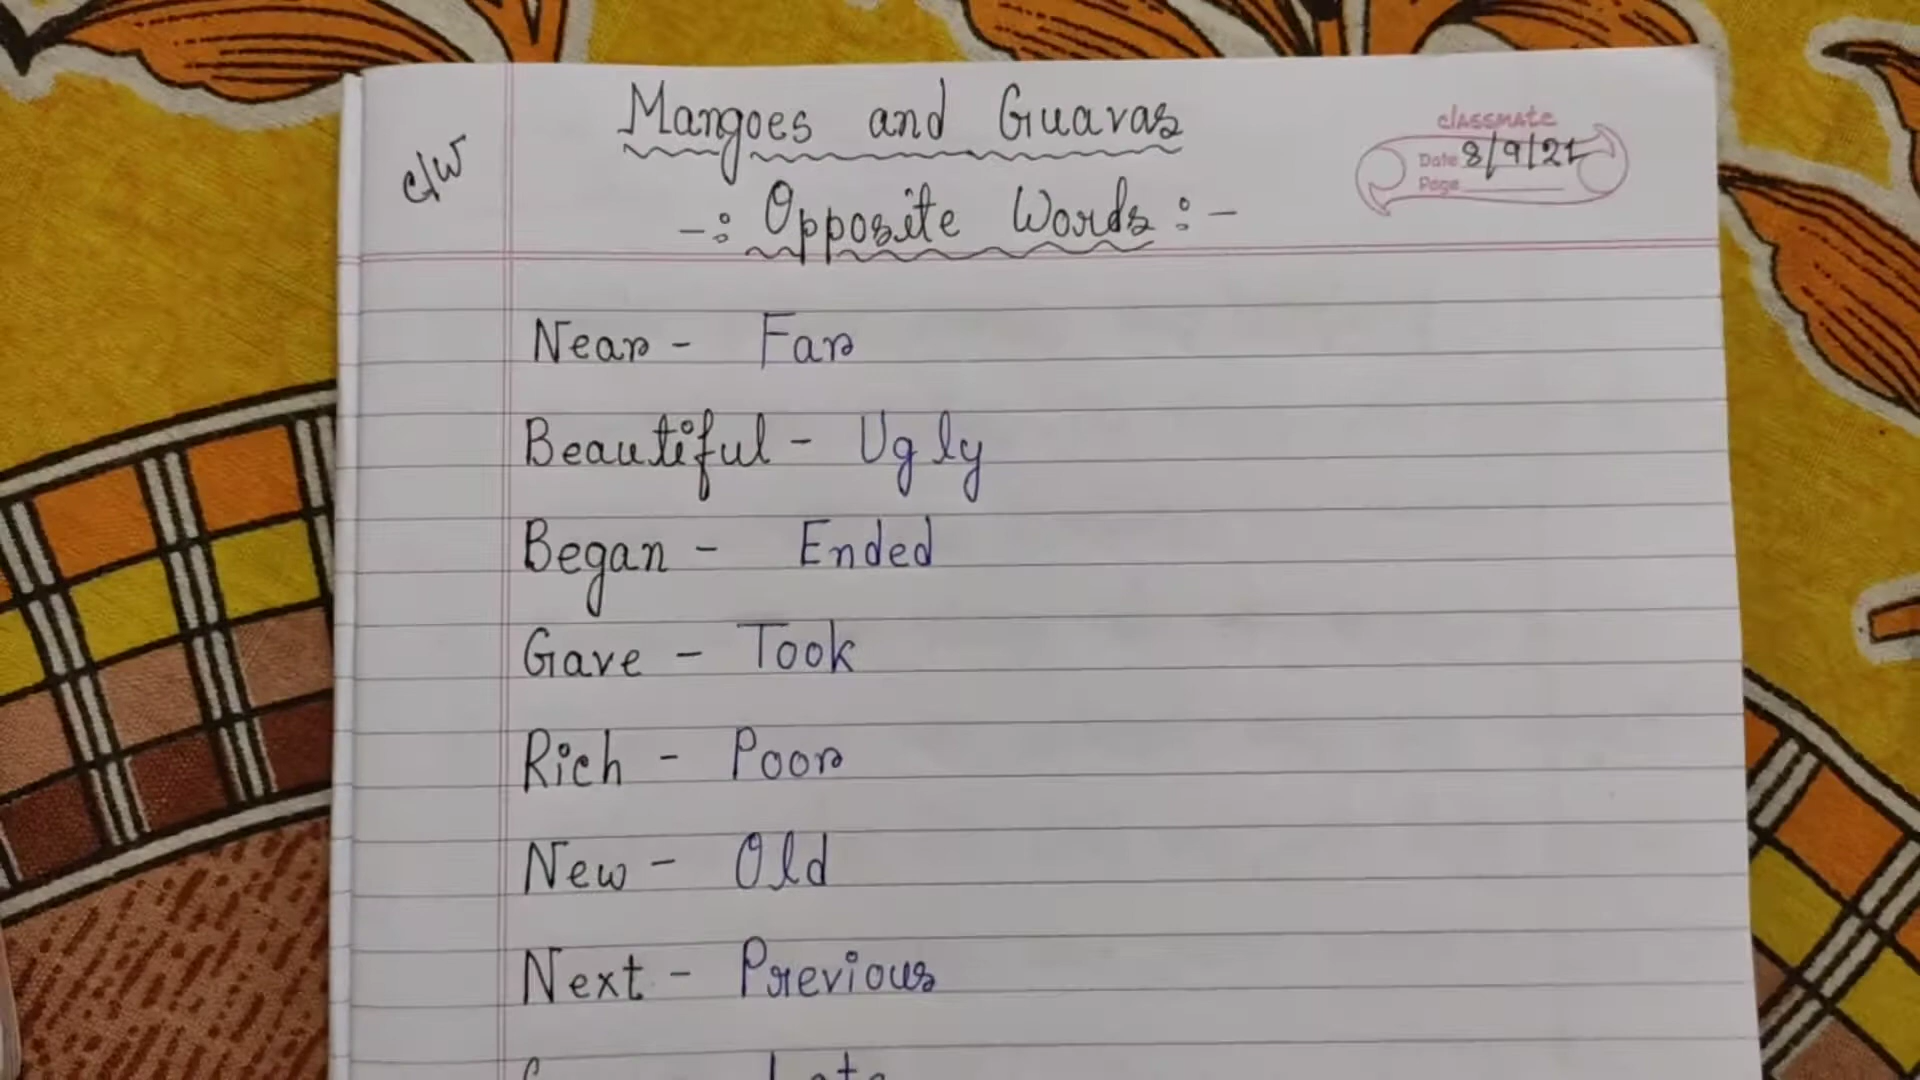 Mangoes and Guavas
classmate
c/w
Date 8/9/21
Page
-: Opposite Words :-
Near - Far
Beautiful - Ugly
Began - Ended
Gave - Took
Rich - Poor
New - Old
Next - Previous